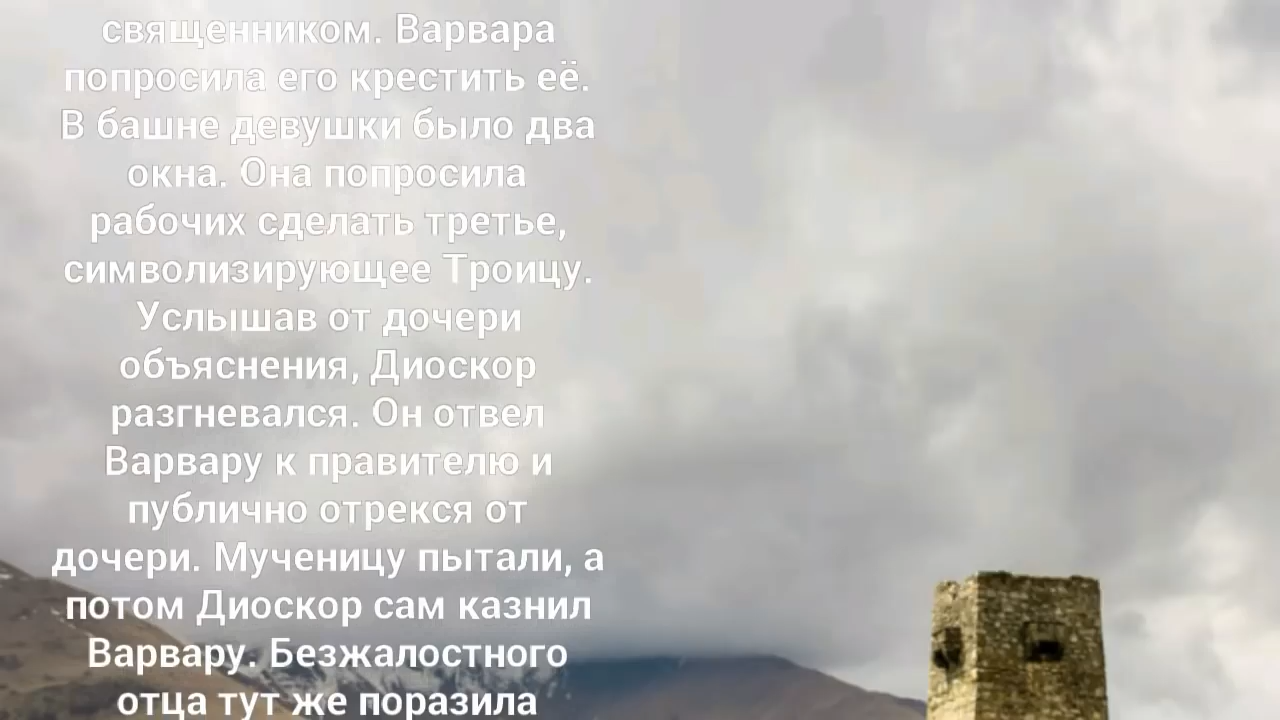 священником. Варвара
попросила его крестить её.
В башне девушки было два
окна. Она попросила
рабочих сделать третье,
символизирующее Троицу.
Услышав от дочери
объяснения, Диоскор
разгневался. Он отвел
Варвару к правителю и
публично отрекся от
дочери. Мученицу пытали, а
потом Диоскор сам казнил
Варвару. Безжалостного
отца тут же поразила